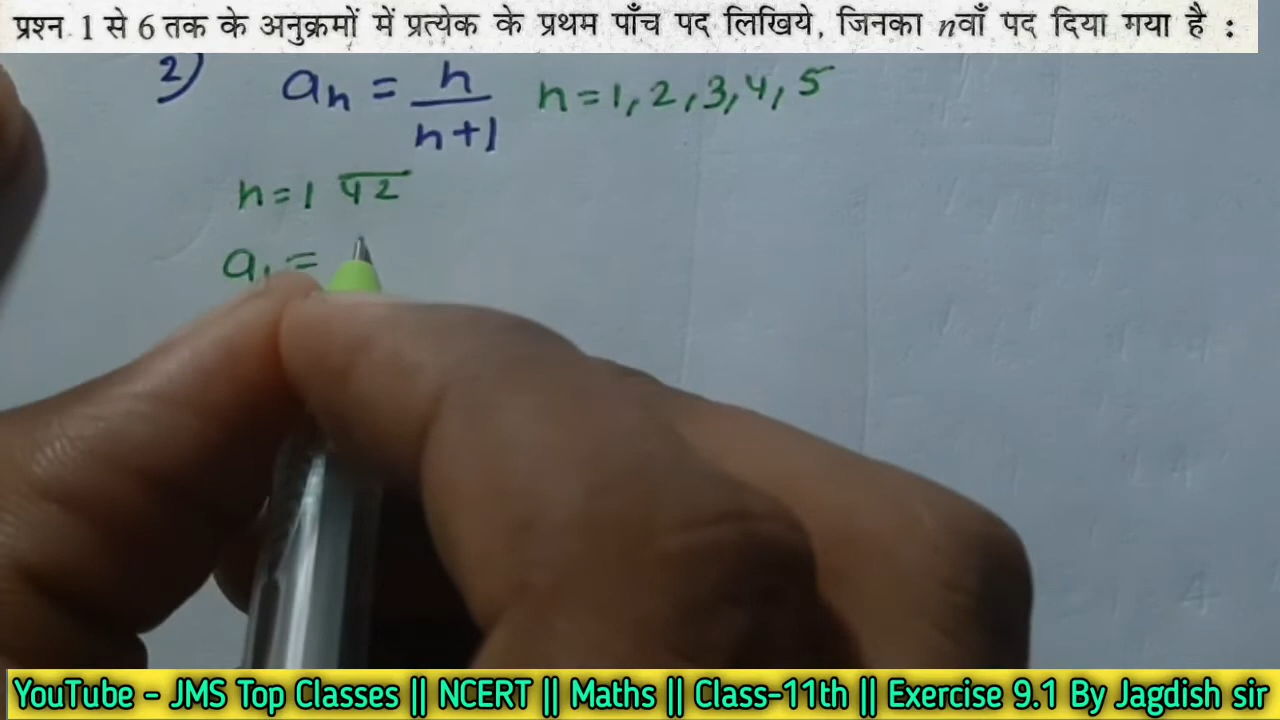 प्रश्न 1 से 6 तक के अनुक्रमों में प्रत्येक के प्रथम पाँच पद लिखिये, जिनका nवाँ पद दिया गया है :
2) aₙ = n/(n+1) n = 1, 2, 3, 4, 5
n = 1 पर
a₁ =
YouTube - JMS Top Classes || NCERT || Maths || Class-11th || Exercise 9.1 By Jagdish sir